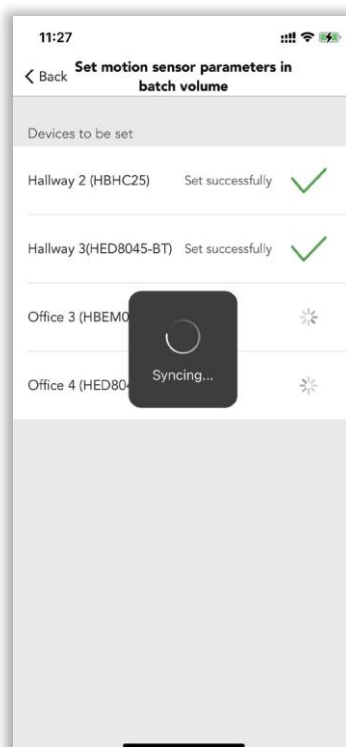 11:27
Back
Set motion sensor parameters in
batch volume
Devices to be set
Hallway 2 (HBHC25) Set successfully
Hallway 3(HED8045-BT) Set successfully
Office 3 (HBEM0
Office 4 (HED80
Syncing...